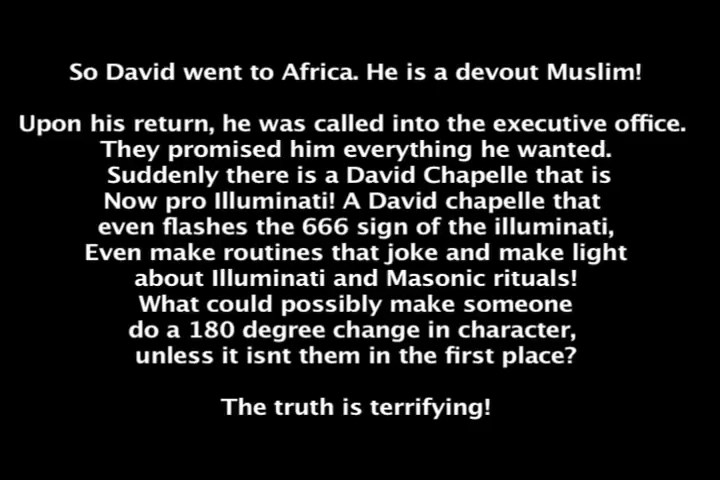 So David went to Africa. He is a devout Muslim!
Upon his return, he was called into the executive office.
They promised him everything he wanted.
Suddenly there is a David Chapelle that is
Now pro Illuminati! A David chapelle that
even flashes the 666 sign of the illuminati,
Even make routines that joke and make light
about Illuminati and Masonic rituals!
What could possibly make someone
do a 180 degree change in character,
unless it isnt them in the first place?
The truth is terrifying!